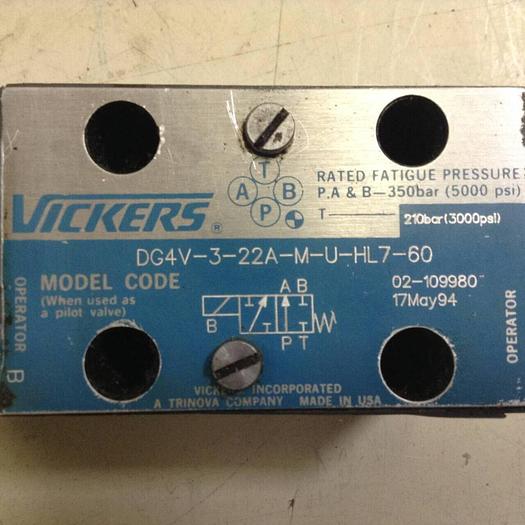 T
A B
P
RATED FATIGUE PRESSURE:
P.A & B—350bar (5000 psi)
T 210bar(3000psi)
VICKERS®
DG4V-3-22A-M-U-HL7-60
MODEL CODE
(When used as
a pilot valve)
02-109980
17May94
A B
B
P T
OPERATOR B
OPERATOR
VICKERS INCORPORATED
A TRINOVA COMPANY MADE IN USA